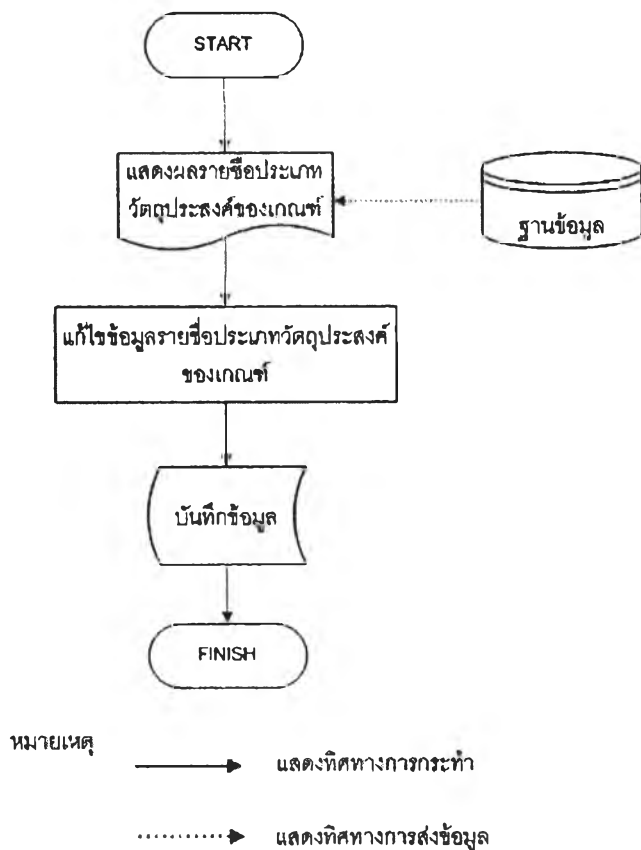 START
แสดงผลรายชื่อประเภท
วัตถุประสงค์ของเกณฑ์
ฐานข้อมูล
แก้ไขข้อมูลรายชื่อประเภทวัตถุประสงค์
ของเกณฑ์
บันทึกข้อมูล
FINISH
หมายเหตุ
แสดงทิศทางการกระทำ
แสดงทิศทางการส่งข้อมูล